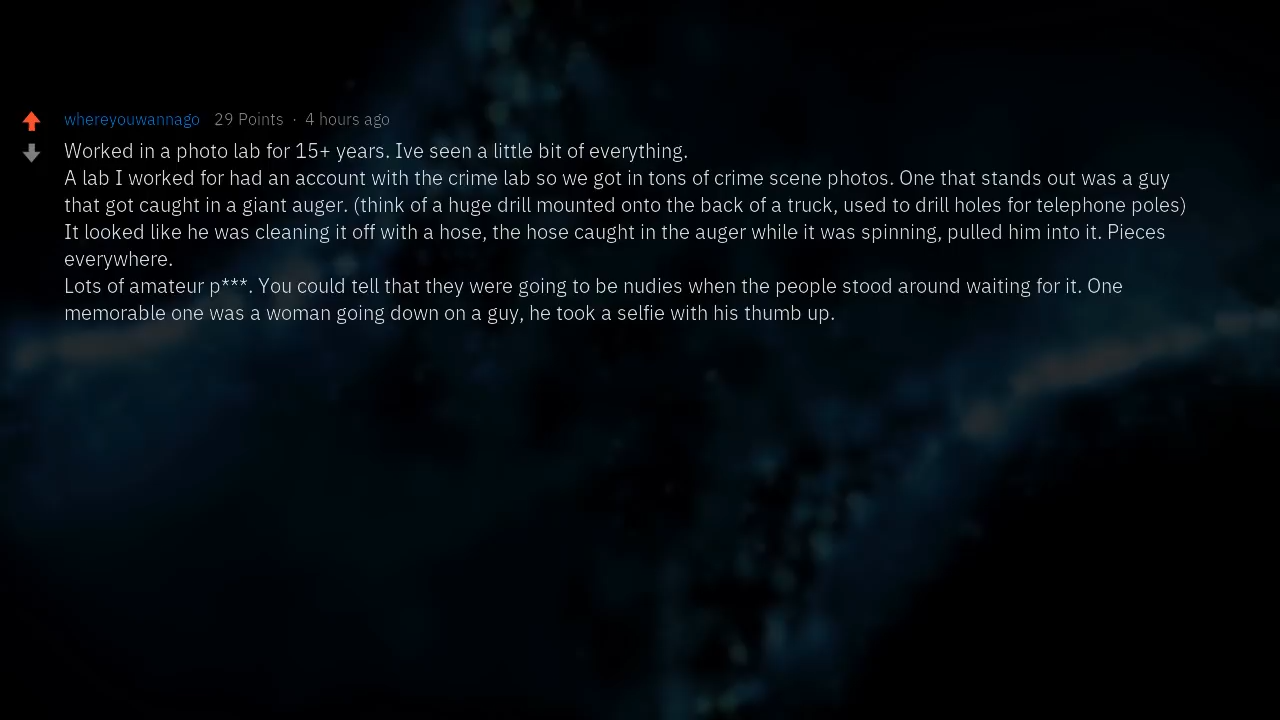 whereyouwannago 29 Points · 4 hours ago
Worked in a photo lab for 15+ years. Ive seen a little bit of everything.
A lab I worked for had an account with the crime lab so we got in tons of crime scene photos. One that stands out was a guy
that got caught in a giant auger. (think of a huge drill mounted onto the back of a truck, used to drill holes for telephone poles)
It looked like he was cleaning it off with a hose, the hose caught in the auger while it was spinning, pulled him into it. Pieces
everywhere.
Lots of amateur p***. You could tell that they were going to be nudies when the people stood around waiting for it. One
memorable one was a woman going down on a guy, he took a selfie with his thumb up.